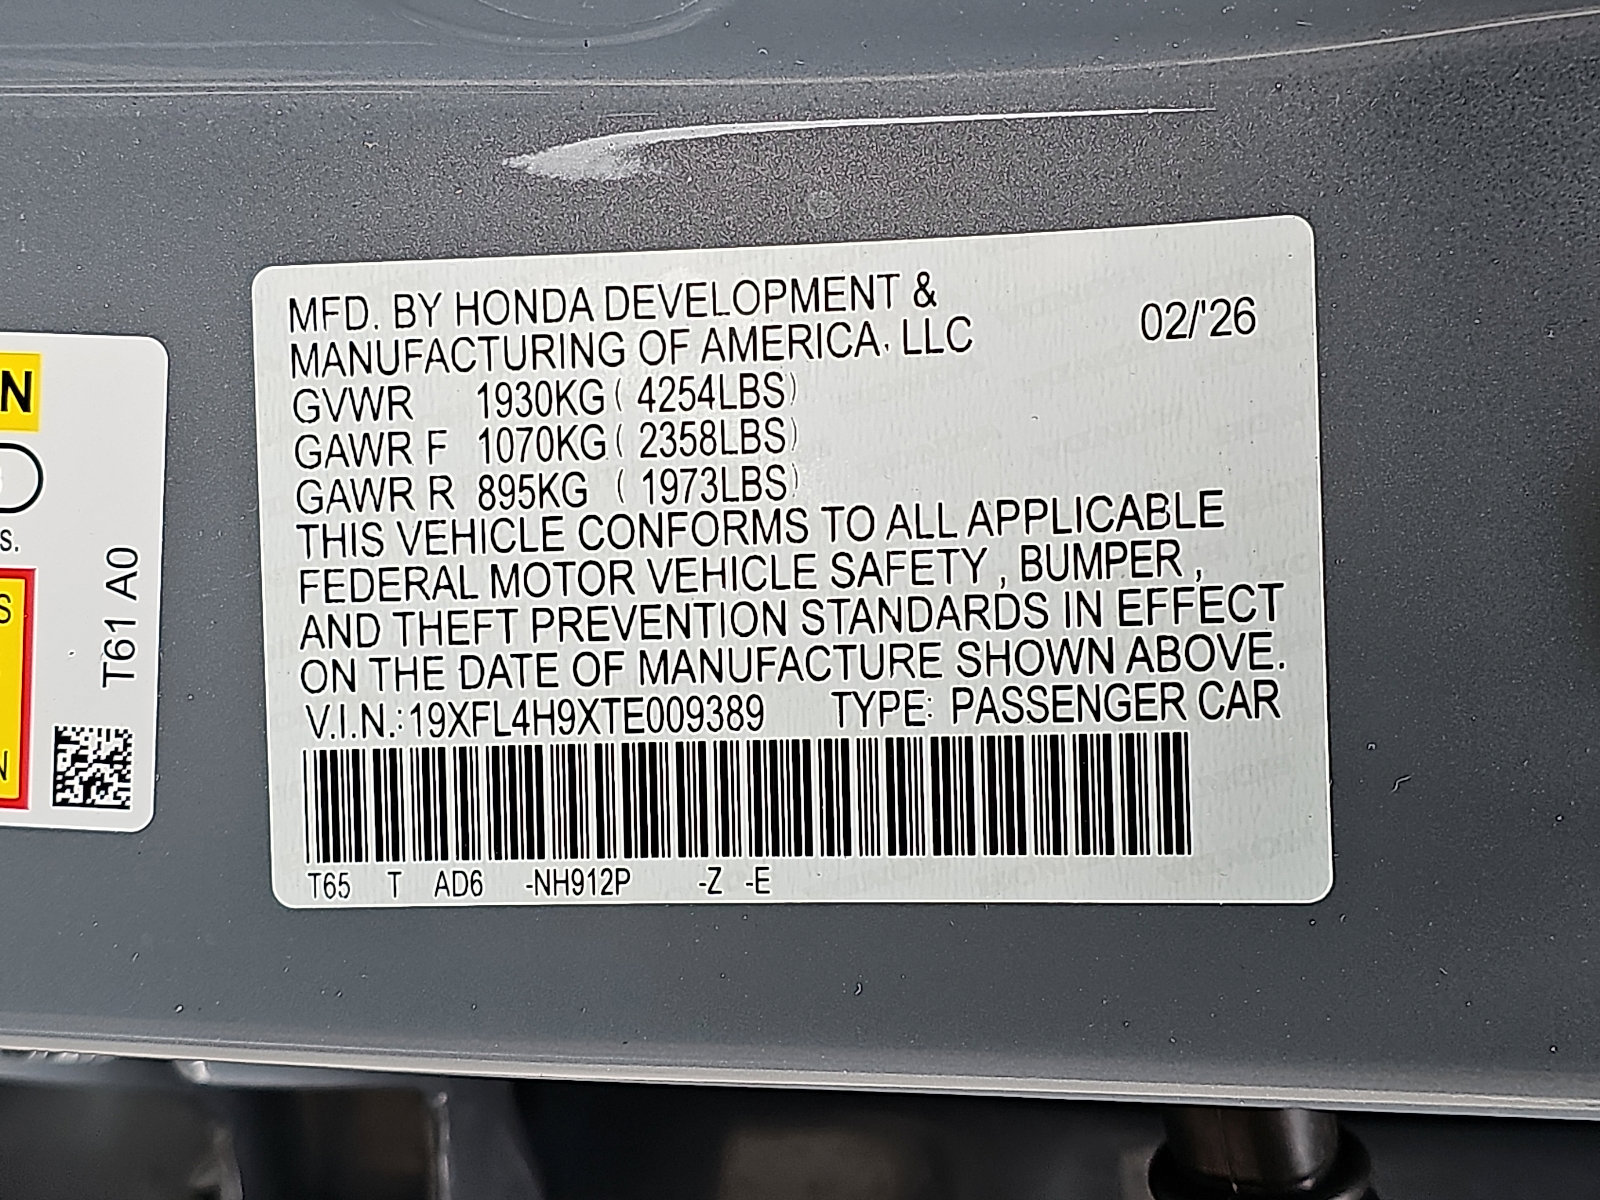 MFD. BY HONDA DEVELOPMENT &
MANUFACTURING OF AMERICA, LLC
02/'26
GVWR 1930KG ( 4254LBS)
GAWR F 1070KG ( 2358LBS)
GAWR R 895KG ( 1973LBS)
THIS VEHICLE CONFORMS TO ALL APPLICABLE
FEDERAL MOTOR VEHICLE SAFETY , BUMPER ,
AND THEFT PREVENTION STANDARDS IN EFFECT
ON THE DATE OF MANUFACTURE SHOWN ABOVE.
V.I.N.: 19XFL4H9XTE009389 TYPE: PASSENGER CAR
T65 T AD6 -NH912P -Z -E
T61 A0